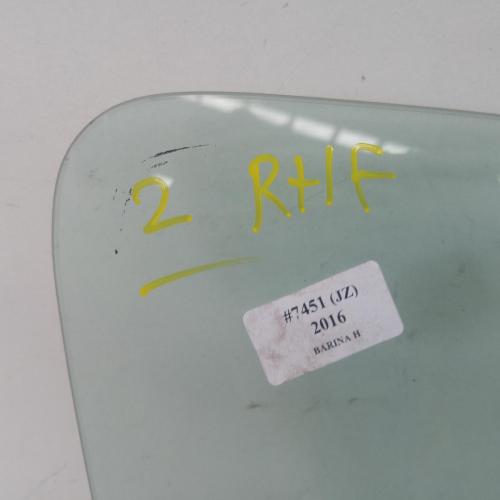 2 RHF
#7451 (JZ)
2016
BARINA H